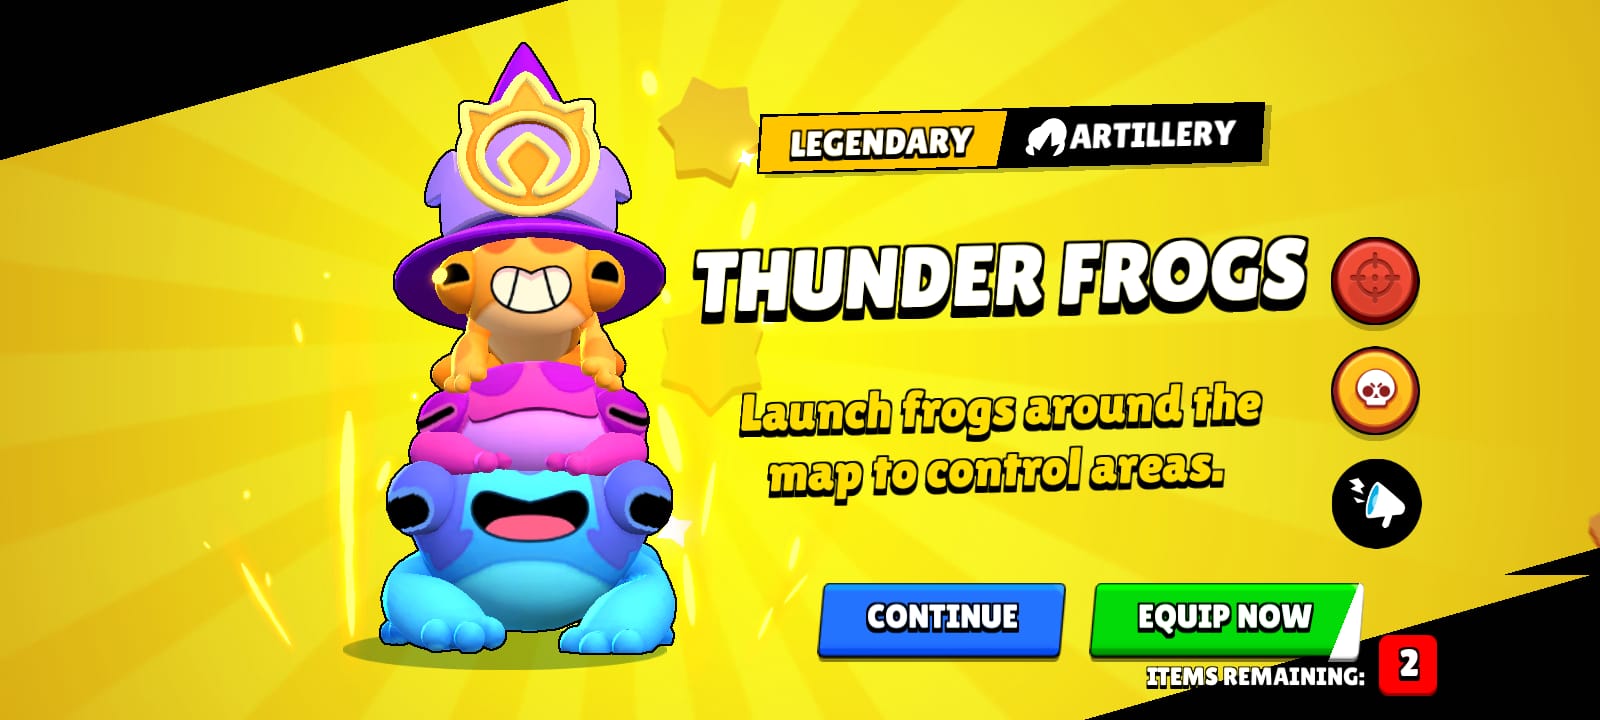 LEGENDARY
ARTILLERY
THUNDER FROGS
Launch frogs around the
map to control areas.
CONTINUE
EQUIP NOW
ITEMS REMAINING:
2